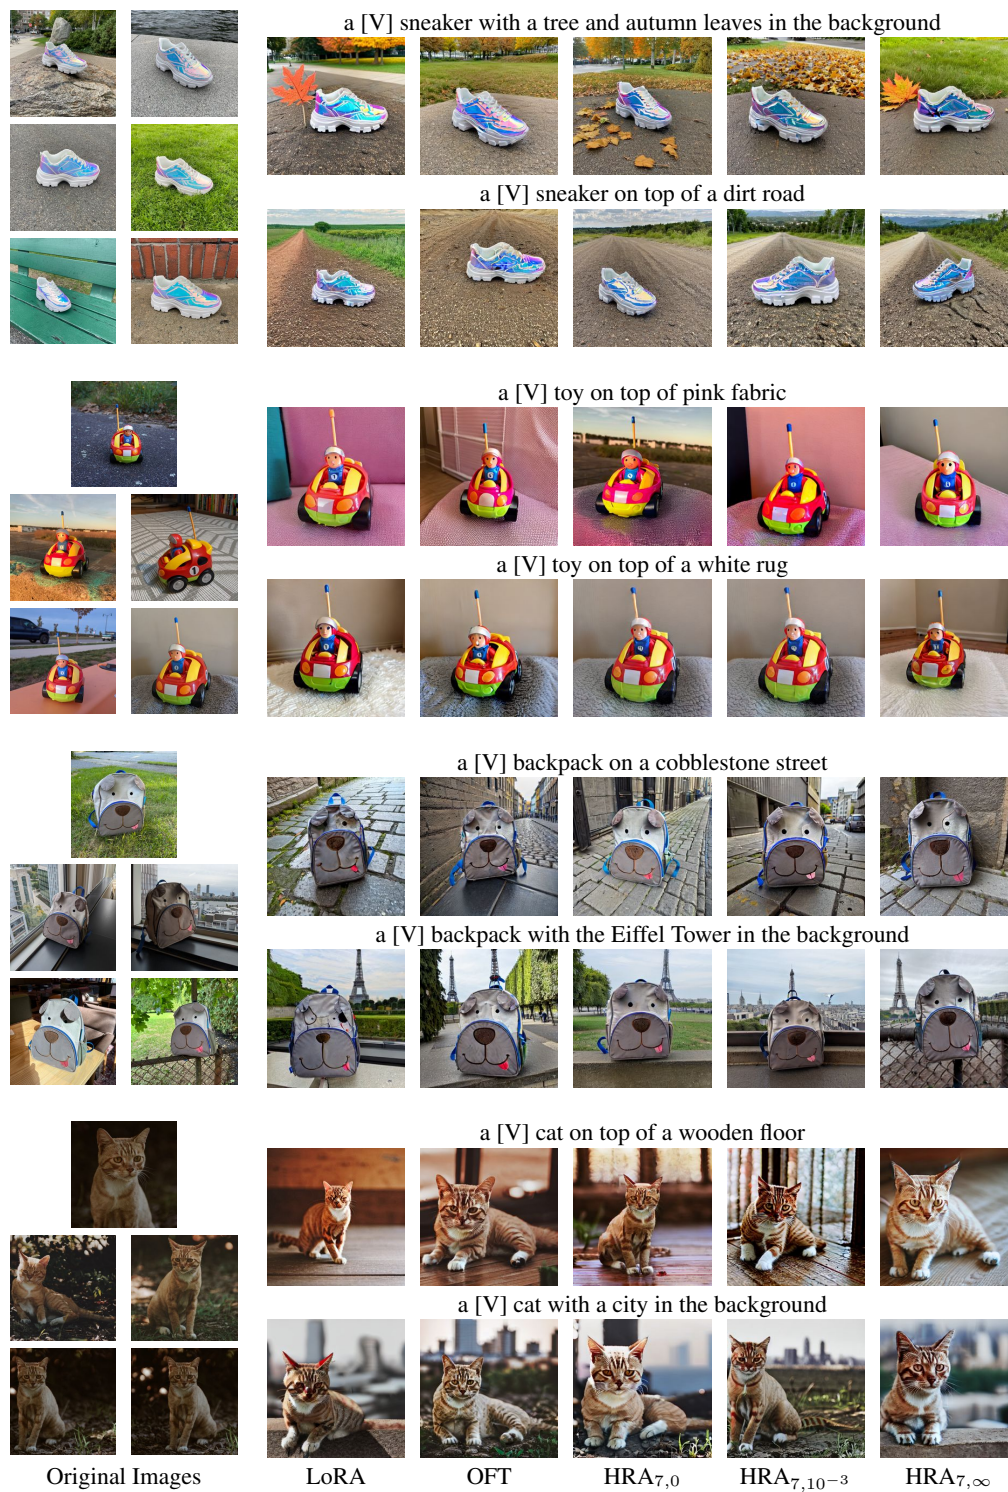 a [V] sneaker with a tree and autumn leaves in the background
a [V] sneaker on top of a dirt road
a [V] toy on top of pink fabric
a [V] toy on top of a white rug
a [V] backpack on a cobblestone street
a [V] backpack with the Eiffel Tower in the background
a [V] cat on top of a wooden floor
a [V] cat with a city in the background
Original Images LoRA OFT HRA₇,₀ HRA₇,₁₀⁻³ HRA₇,∞